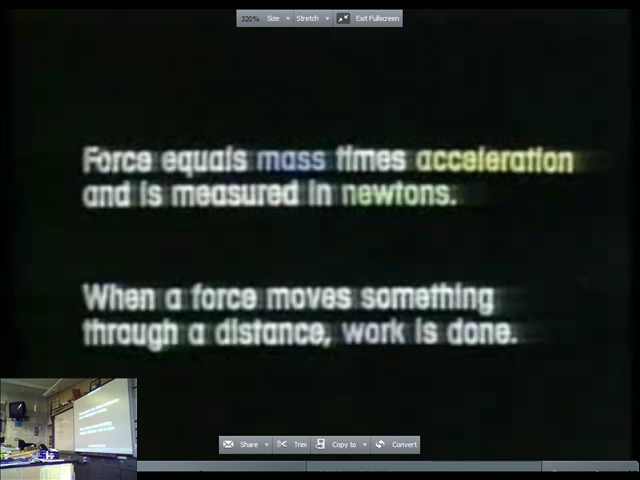 320% Size Stretch Exit Fullscreen
Force equals mass times acceleration
and is measured in newtons.
When a force moves something
through a distance, work is done.
Share Trim Copy to Convert